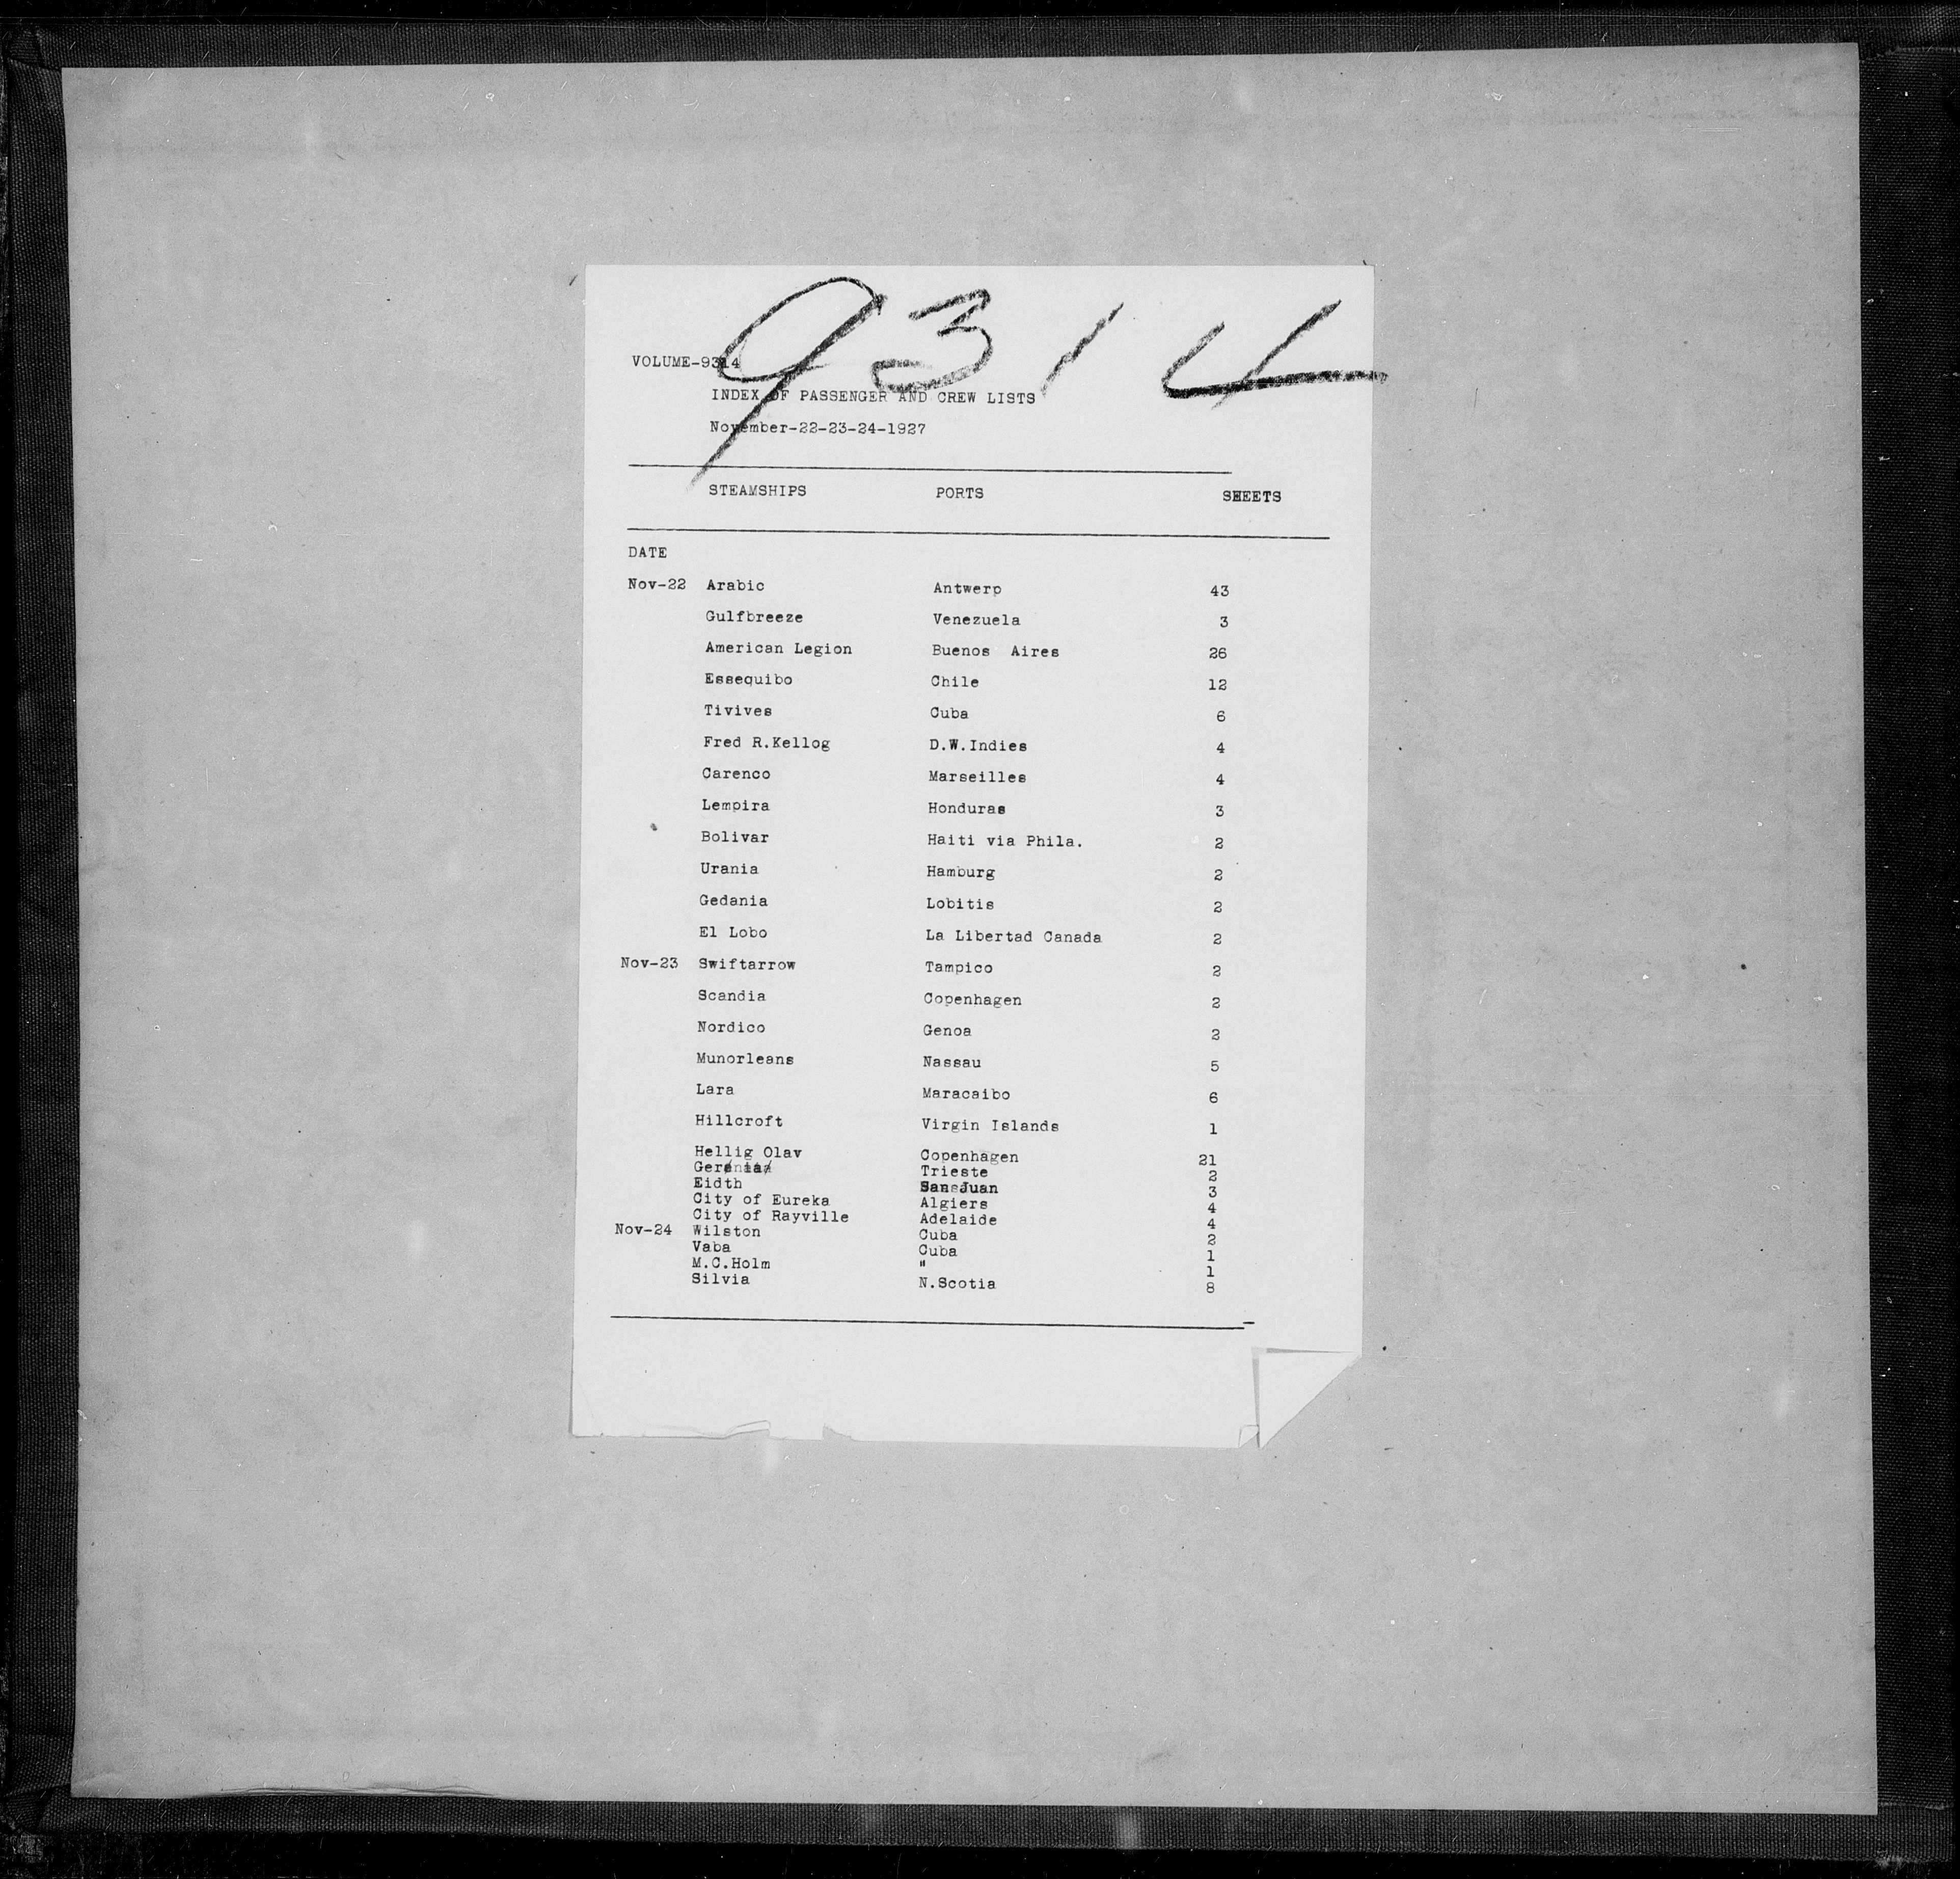 9314
VOLUME-9314
INDEX OF PASSENGER AND CREW LISTS
November-22-23-24-1927
STEAMSHIPS PORTS SHEETS
DATE
Nov-22 Arabic Antwerp 43
Gulfbreeze Venezuela 3
American Legion Buenos Aires 26
Essequibo Chile 12
Tivives Cuba 6
Fred R.Kellog D.W.Indies 4
Carenco Marseilles 4
Lempira Honduras 3
Bolivar Haiti via Phila. 2
Urania Hamburg 2
Gedania Lobitis 2
El Lobo La Libertad Canada 2
Nov-23 Swiftarrow Tampico 2
Scandia Copenhagen 2
Nordico Genoa 2
Munorleans Nassau 5
Lara Maracaibo 6
Hillcroft Virgin Islands 1
Hellig Olav Copenhagen 21
Trieste 2
Eidth San Juan 3
City of Eureka Algiers 4
City of Rayville Adelaide 4
Nov-24 Wilston Cuba 2
Vaba Cuba 1
M.C.Holm " 1
Silvia N.Scotia 8